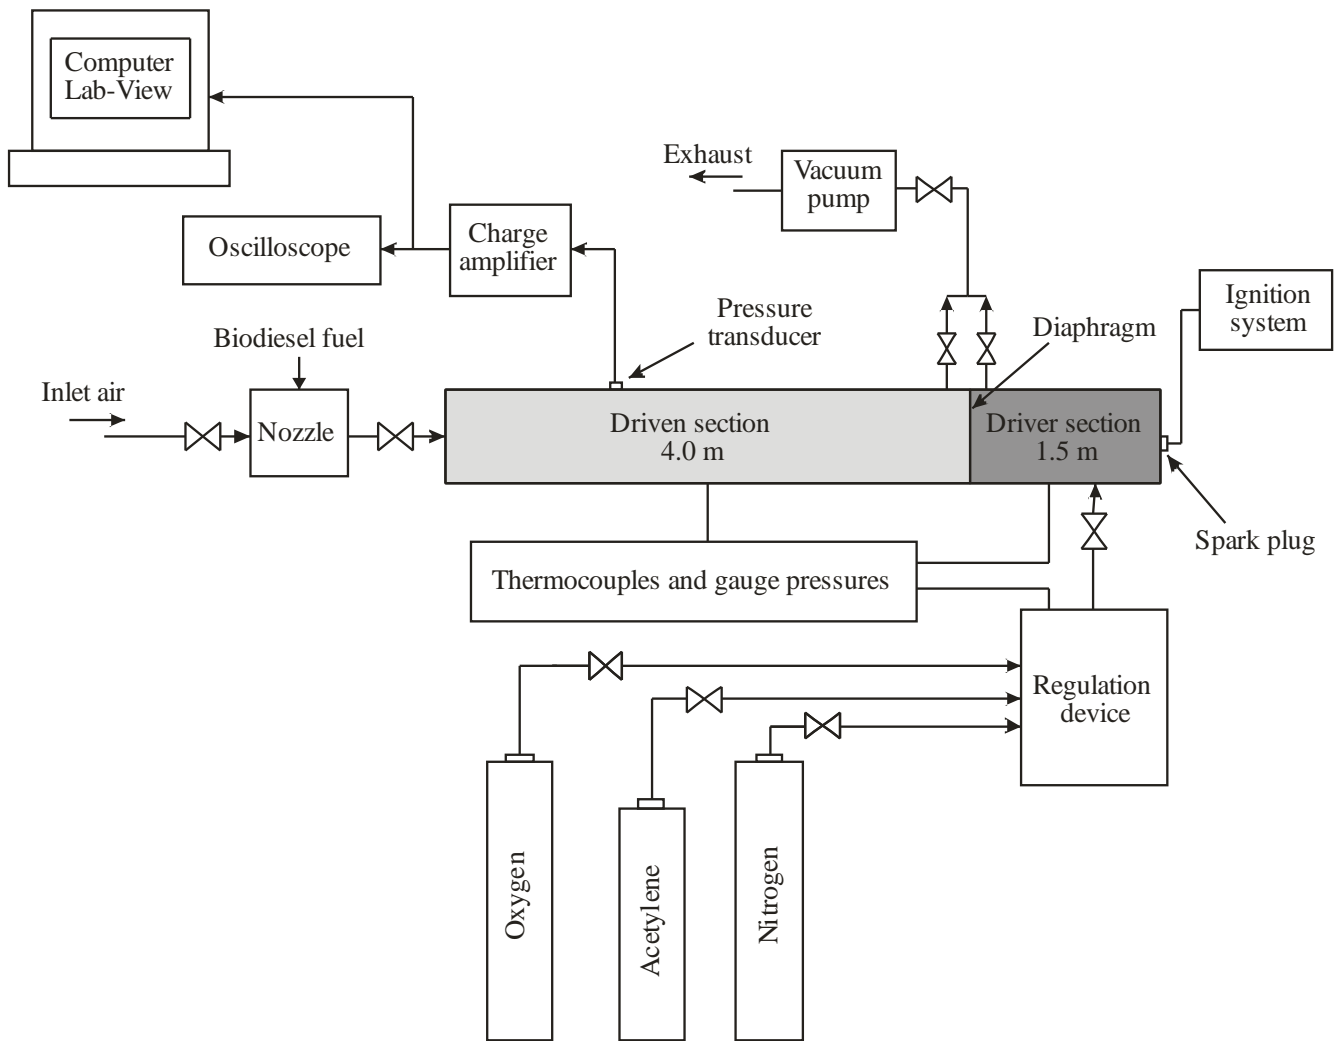 Computer
Lab-View
Exhaust
Vacuum
pump
Oscilloscope
Charge
amplifier
Ignition
system
Pressure
transducer
Diaphragm
Biodiesel fuel
Inlet air
Nozzle
Driven section
4.0 m
Driver section
1.5 m
Spark plug
Thermocouples and gauge pressures
Regulation
device
Oxygen
Acetylene
Nitrogen